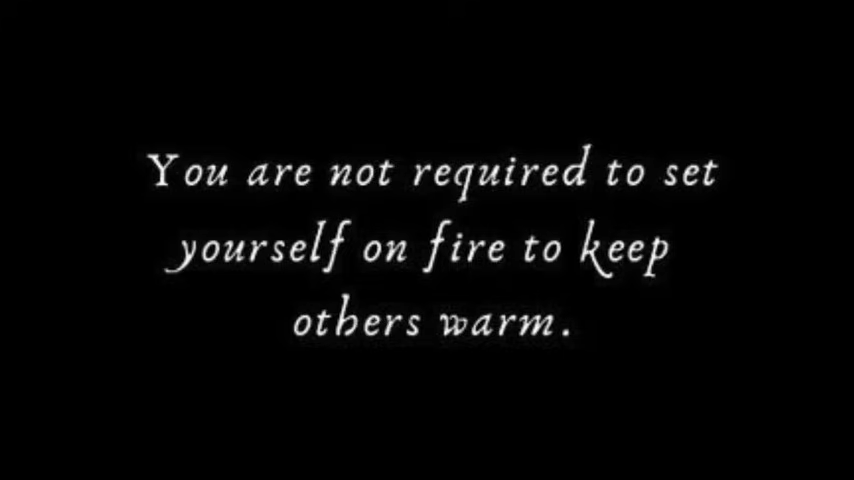 You are not required to set
yourself on fire to keep
others warm.